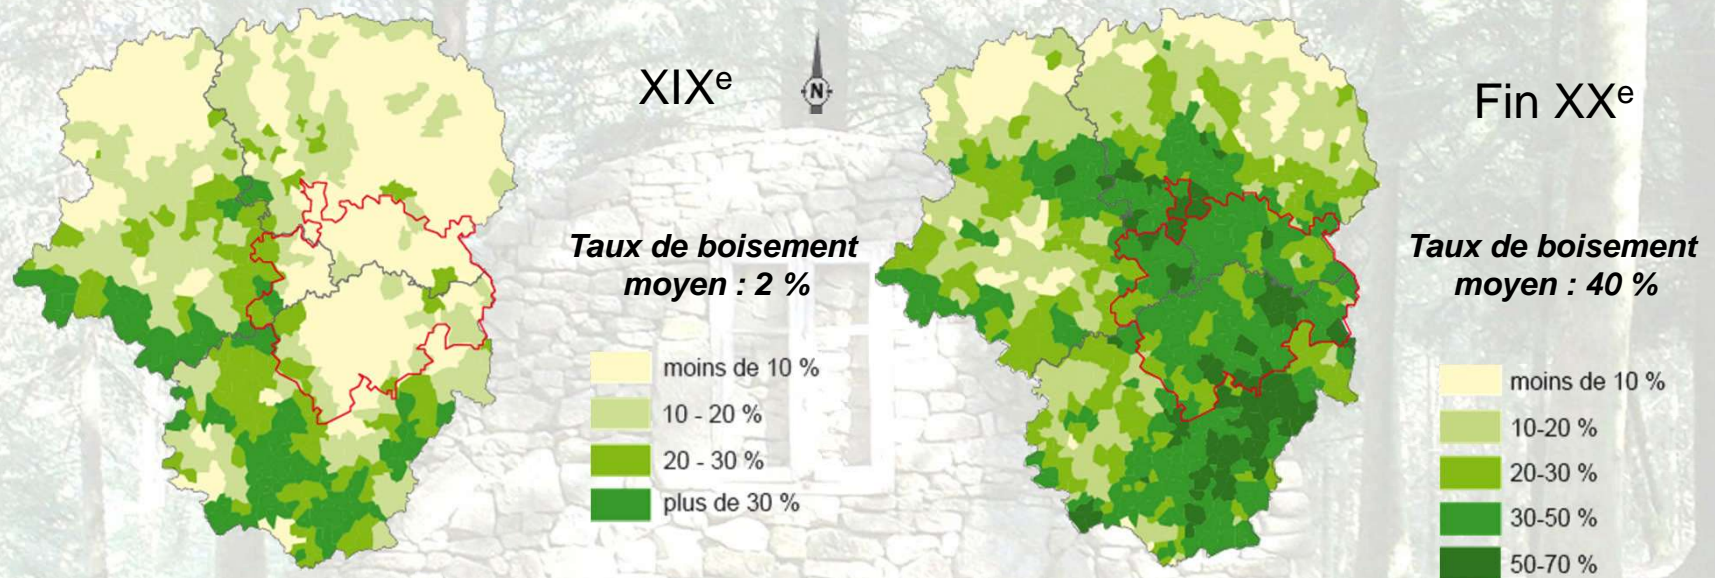 XIXᵉ
N
Taux de boisement
moyen : 2 %
moins de 10 %
10 - 20 %
20 - 30 %
plus de 30 %
Fin XXᵉ
Taux de boisement
moyen : 40 %
moins de 10 %
10-20 %
20-30 %
30-50 %
50-70 %